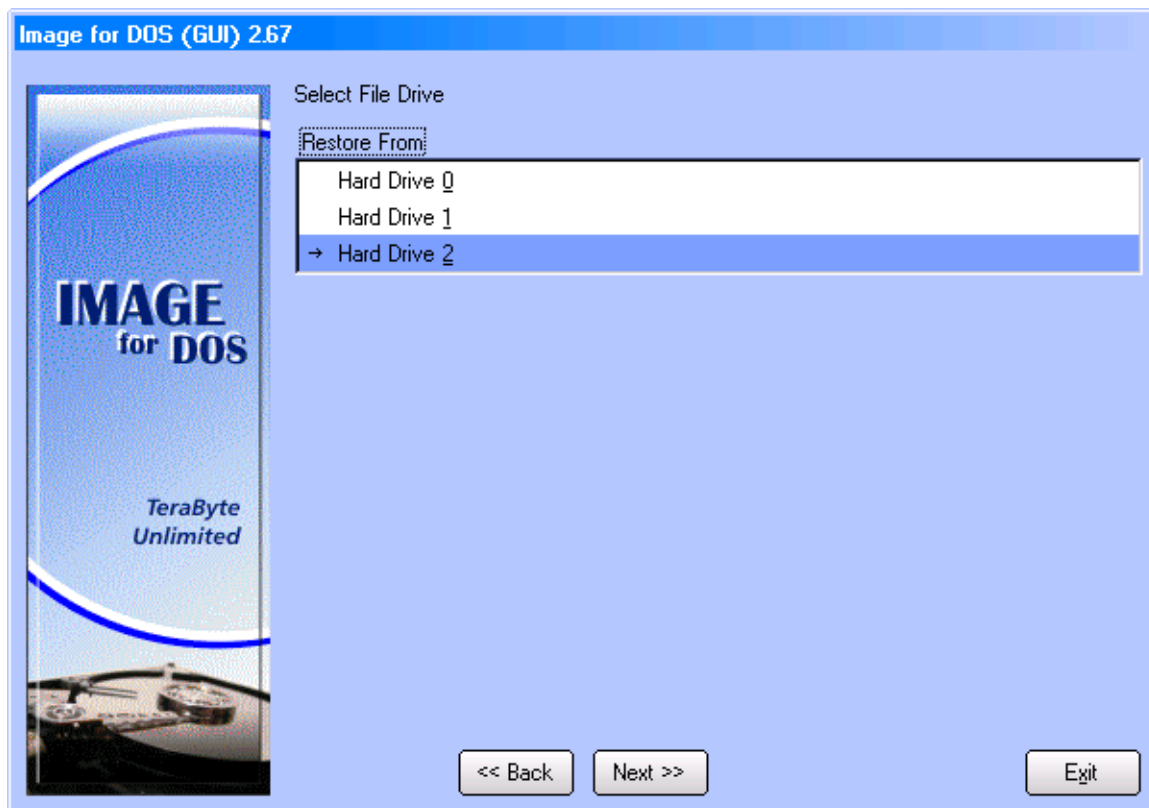 Image for DOS (GUI) 2.67
Select File Drive
Restore From
Hard Drive 0
Hard Drive 1
→ Hard Drive 2
IMAGE
for DOS
TeraByte
Unlimited
<< Back
Next >>
Exit